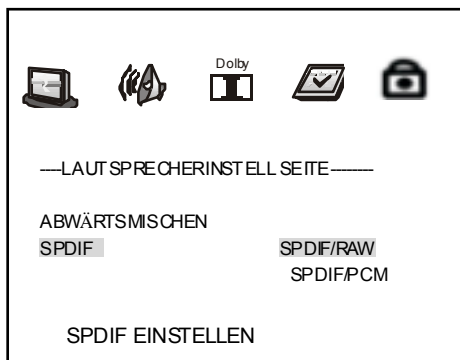 Dolby
----LAUTSPRECHERINSTELL SEITE--------
ABWÄRTSMISCHEN
SPDIF SPDIF/RAW
SPDIF/PCM
SPDIF EINSTELLEN